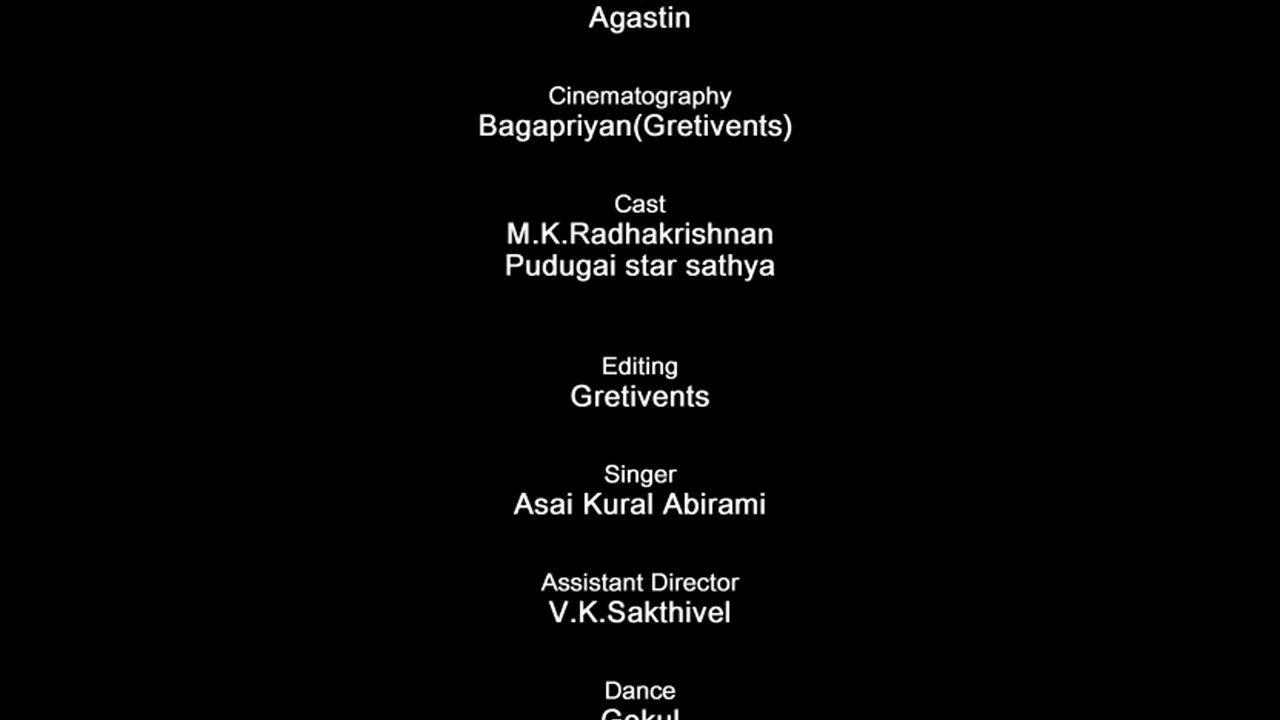 Agastin
Cinematography
Bagapriyan(Gretivents)
Cast
M.K.Radhakrishnan
Pudugai star sathya
Editing
Gretivents
Singer
Asai Kural Abirami
Assistant Director
V.K.Sakthivel
Dance
Gokul